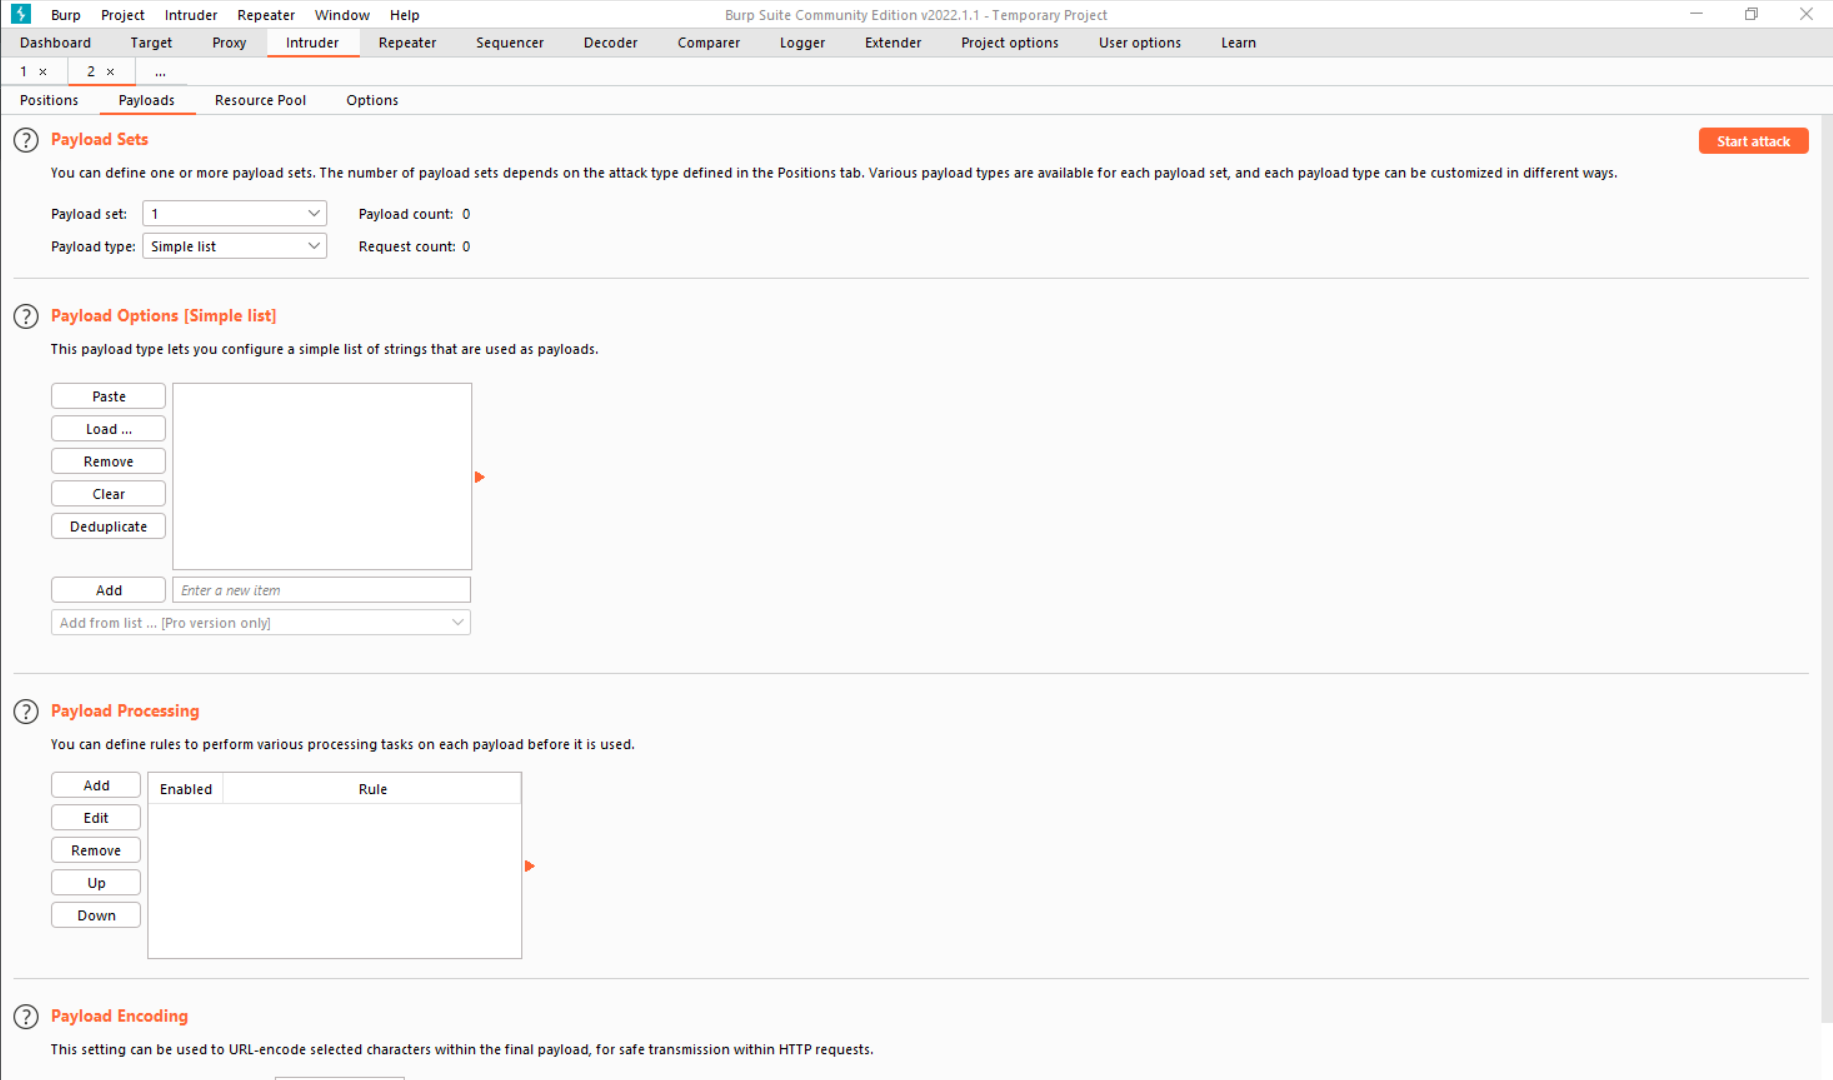 Burp Project Intruder Repeater Window Help Burp Suite Community Edition v2022.1.1 - Temporary Project
Dashboard Target Proxy Intruder Repeater Sequencer Decoder Comparer Logger Extender Project options User options Learn
1 × 2 × ...
Positions Payloads Resource Pool Options
? Payload Sets Start attack
You can define one or more payload sets. The number of payload sets depends on the attack type defined in the Positions tab. Various payload types are available for each payload set, and each payload type can be customized in different ways.
Payload set: 1 Payload count: 0
Payload type: Simple list Request count: 0
? Payload Options [Simple list]
This payload type lets you configure a simple list of strings that are used as payloads.
Paste
Load ...
Remove
Clear
Deduplicate
Add Enter a new item
Add from list ... [Pro version only]
? Payload Processing
You can define rules to perform various processing tasks on each payload before it is used.
Add Enabled Rule
Edit
Remove
Up
Down
? Payload Encoding
This setting can be used to URL-encode selected characters within the final payload, for safe transmission within HTTP requests.